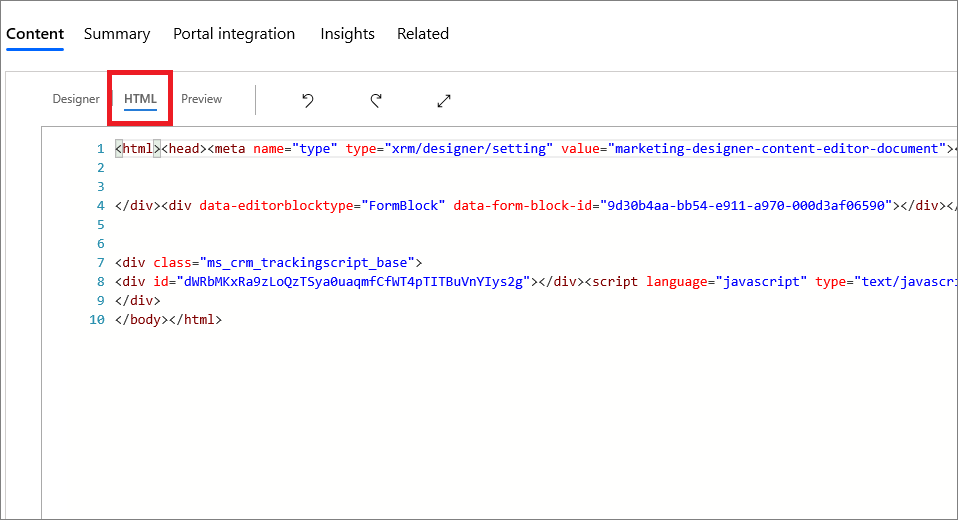 Content Summary Portal integration Insights Related
Designer HTML Preview
1 <html><head><meta name="type" type="xrm/designer/setting" value="marketing-designer-content-editor-document"><
2
3
4 </div><div data-editorblocktype="FormBlock" data-form-block-id="9d30b4aa-bb54-e911-a970-000d3af06590"></div></
5
6
7 <div class="ms_crm_trackingscript_base">
8 <div id="dWRbMKxRa9zLoQzTSya0uaqmfCfWT4pTITBuVnYIys2g"></div><script language="javascript" type="text/javascri
9 </div>
10 </body></html>